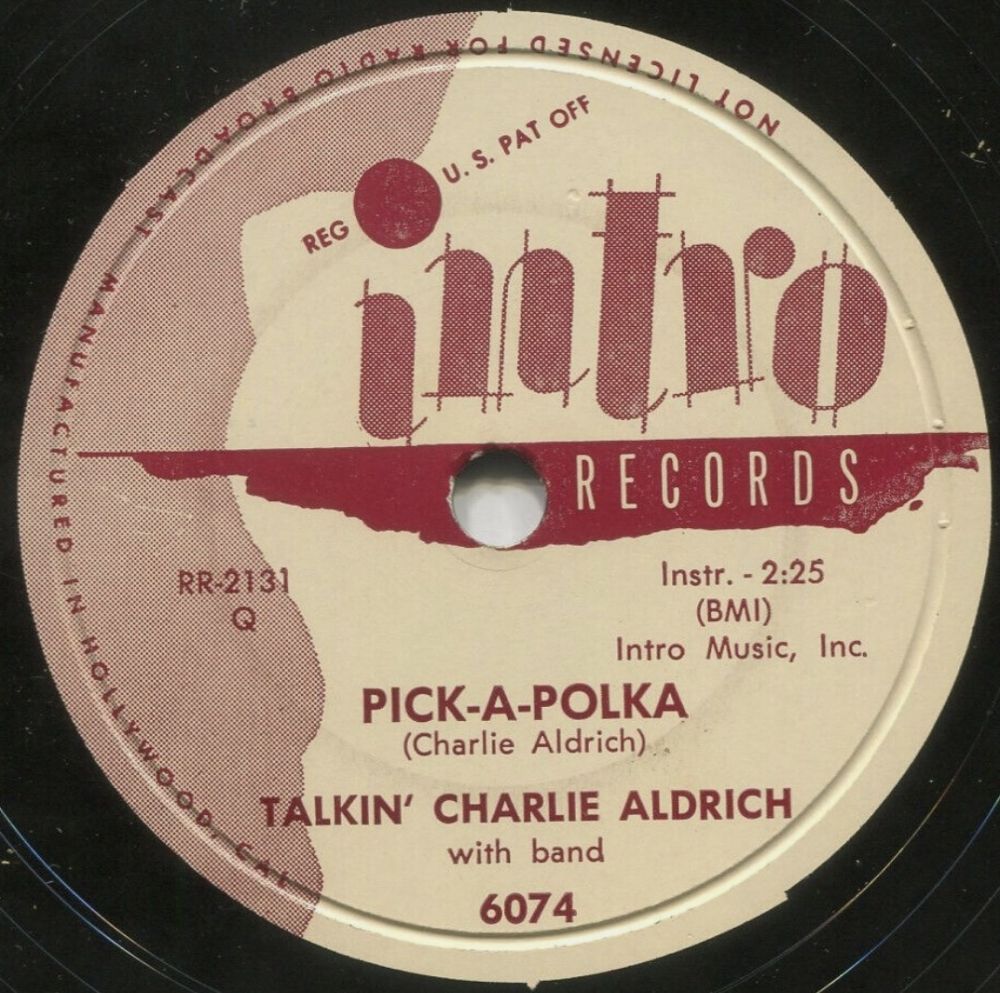 NOT LICENSED FOR RADIO BROADCAST MANUFACTURED IN HOLLYWOOD, CAL
REG U. S. PAT OFF
intro
RECORDS
RR-2131
Q
Instr. - 2:25
(BMI)
Intro Music, Inc.
PICK-A-POLKA
(Charlie Aldrich)
TALKIN' CHARLIE ALDRICH
with band
6074